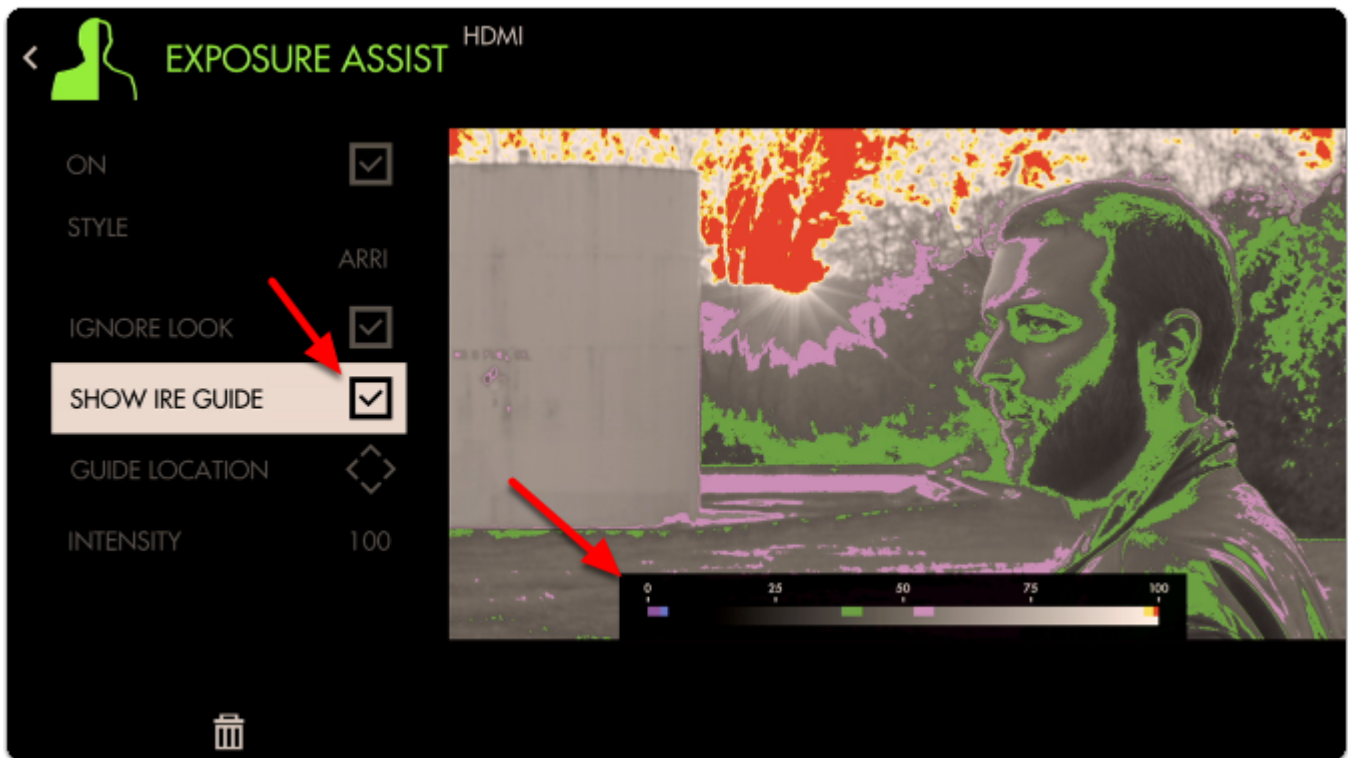 EXPOSURE ASSIST
HDMI
ON
STYLE
ARRI
IGNORE LOOK
SHOW IRE GUIDE
GUIDE LOCATION
INTENSITY 100
0 25 50 75 100